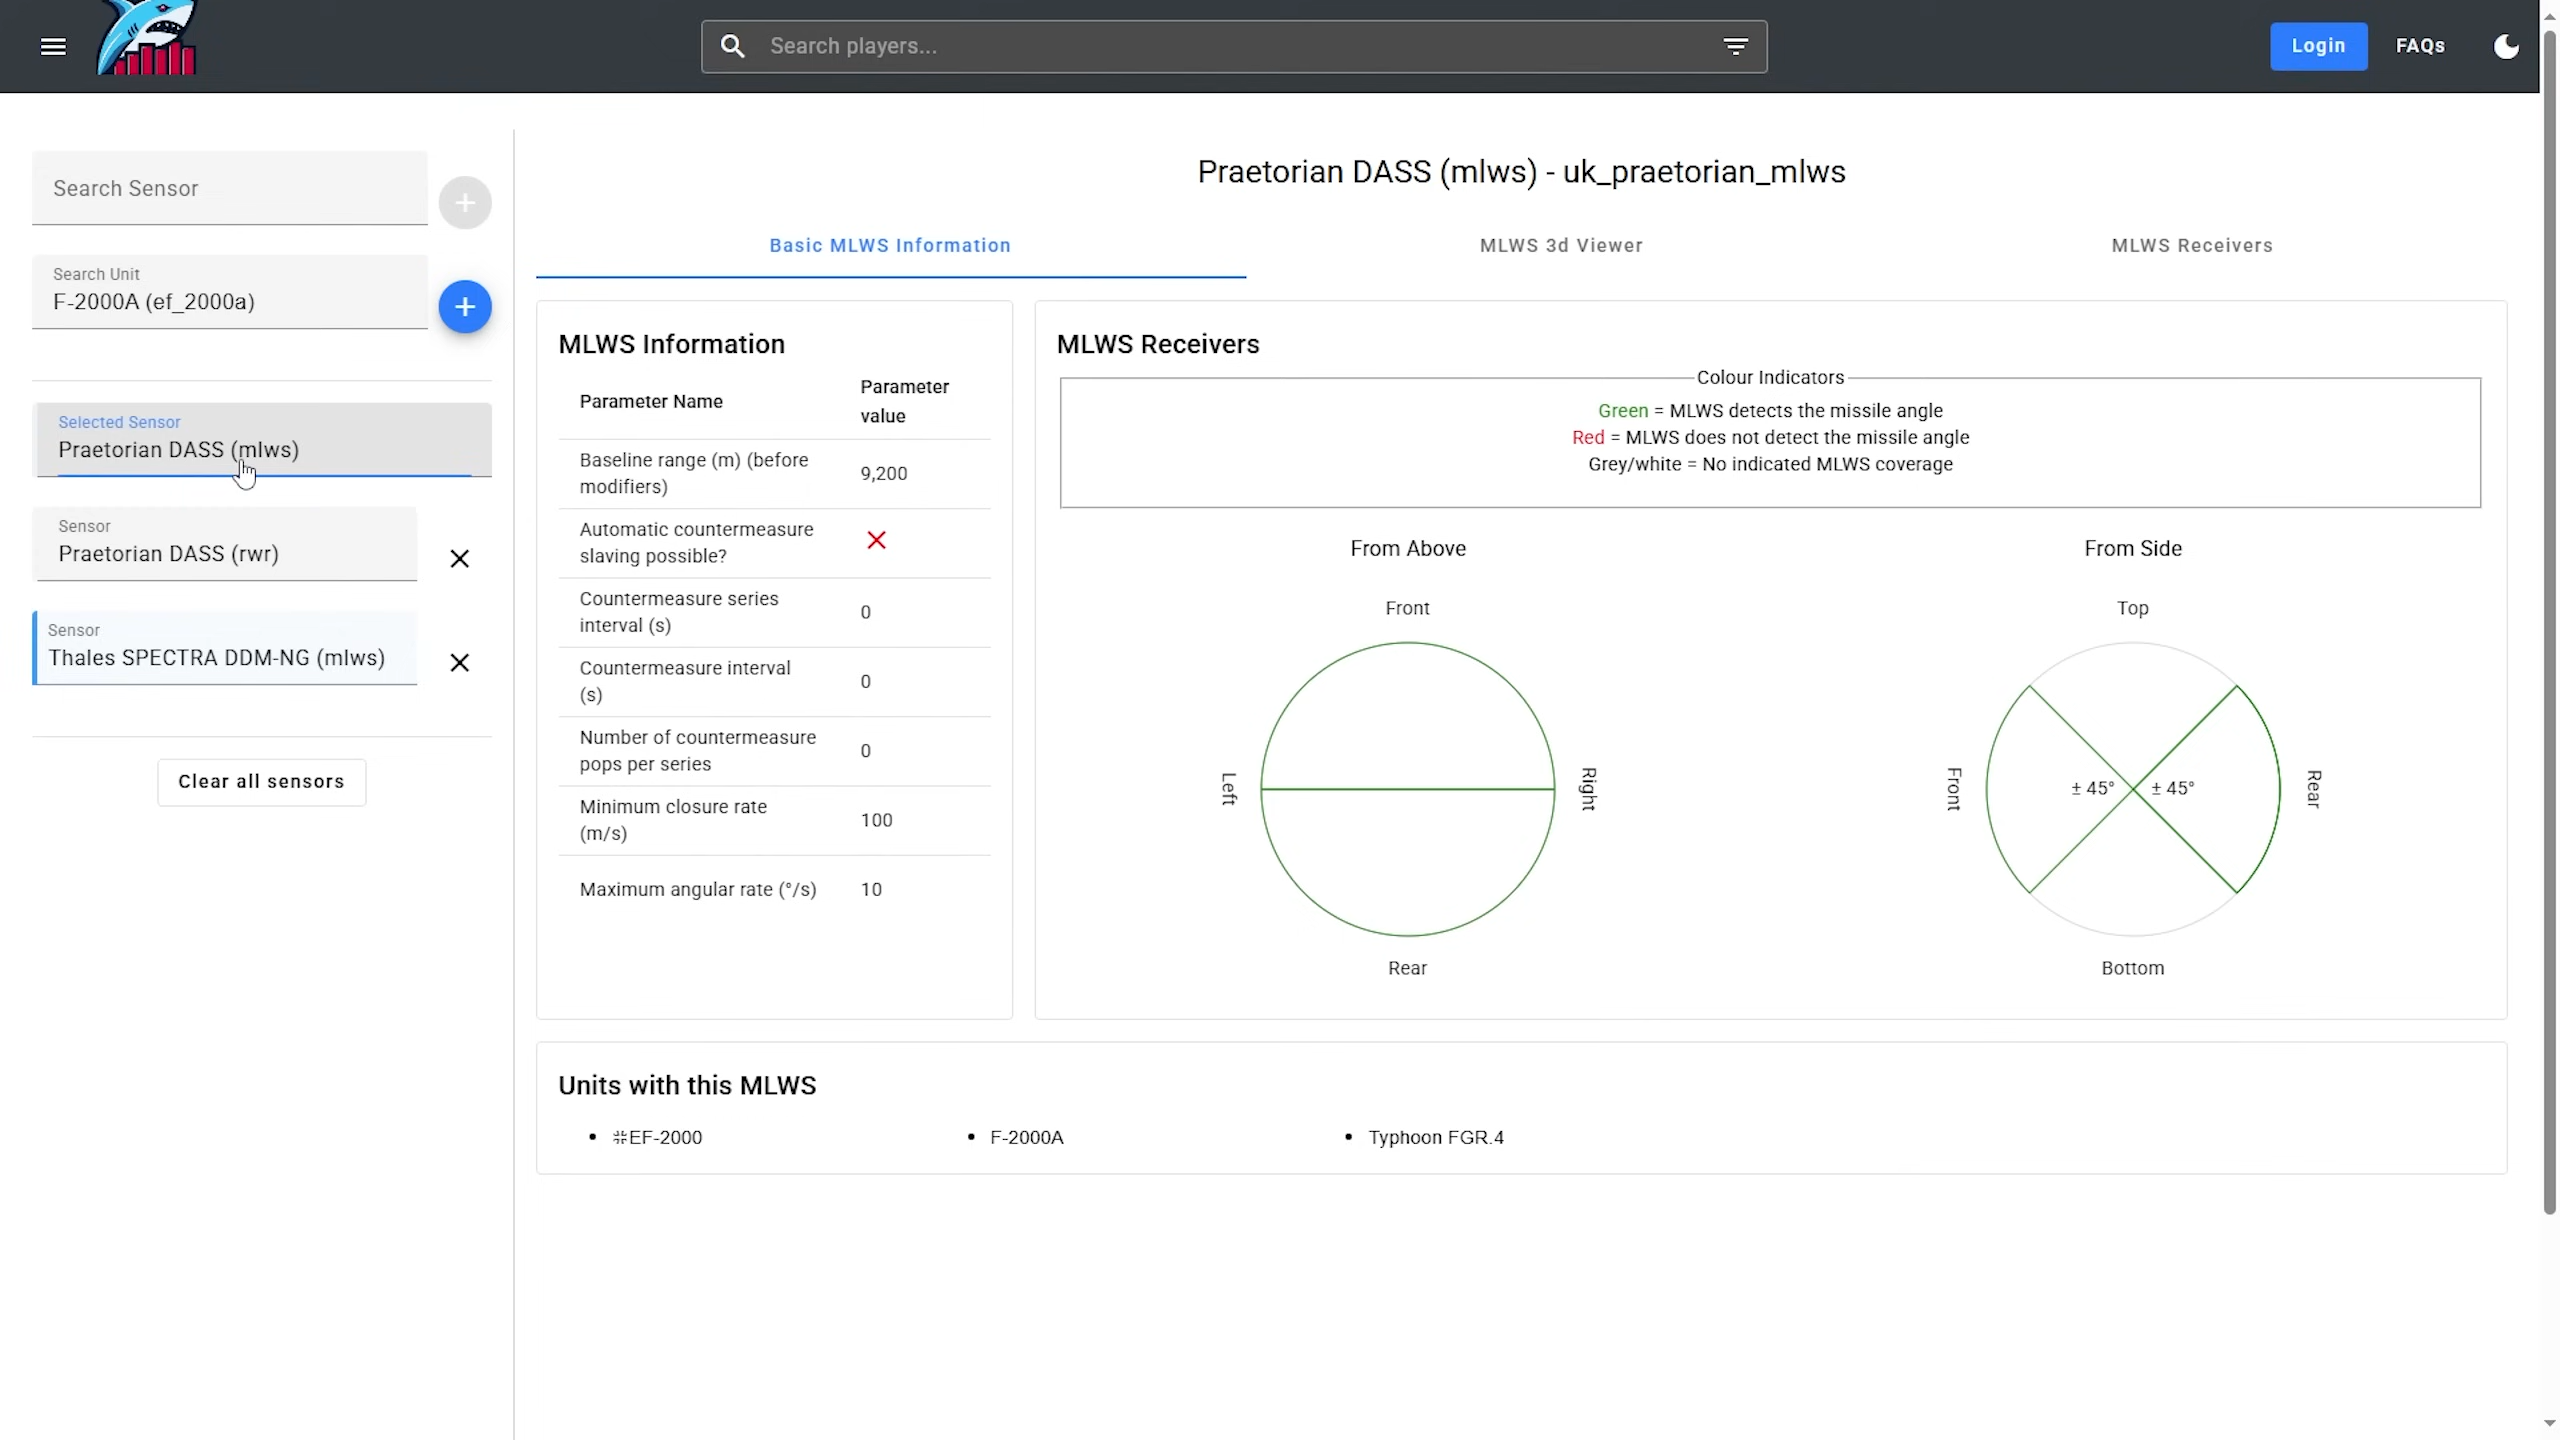 Search players...
Login
FAQs
Search Sensor
Search Unit
F-2000A (ef_2000a)
Selected Sensor
Praetorian DASS (mlws)
Sensor
Praetorian DASS (rwr)
Sensor
Thales SPECTRA DDM-NG (mlws)
Clear all sensors
Praetorian DASS (mlws) - uk_praetorian_mlws
Basic MLWS Information
MLWS 3d Viewer
MLWS Receivers
MLWS Information
Parameter Name
Parameter
value
Baseline range (m) (before
modifiers)
9,200
Automatic countermeasure
slaving possible?
Countermeasure series
interval (s)
0
Countermeasure interval
(s)
0
Number of countermeasure
pops per series
0
Minimum closure rate
(m/s)
100
Maximum angular rate (°/s)
10
MLWS Receivers
Colour Indicators
Green = MLWS detects the missile angle
Red = MLWS does not detect the missile angle
Grey/white = No indicated MLWS coverage
From Above
Front
Left
Right
Rear
From Side
Top
Front
± 45°
± 45°
Rear
Bottom
Units with this MLWS
• ⌗EF-2000
• F-2000A
• Typhoon FGR.4